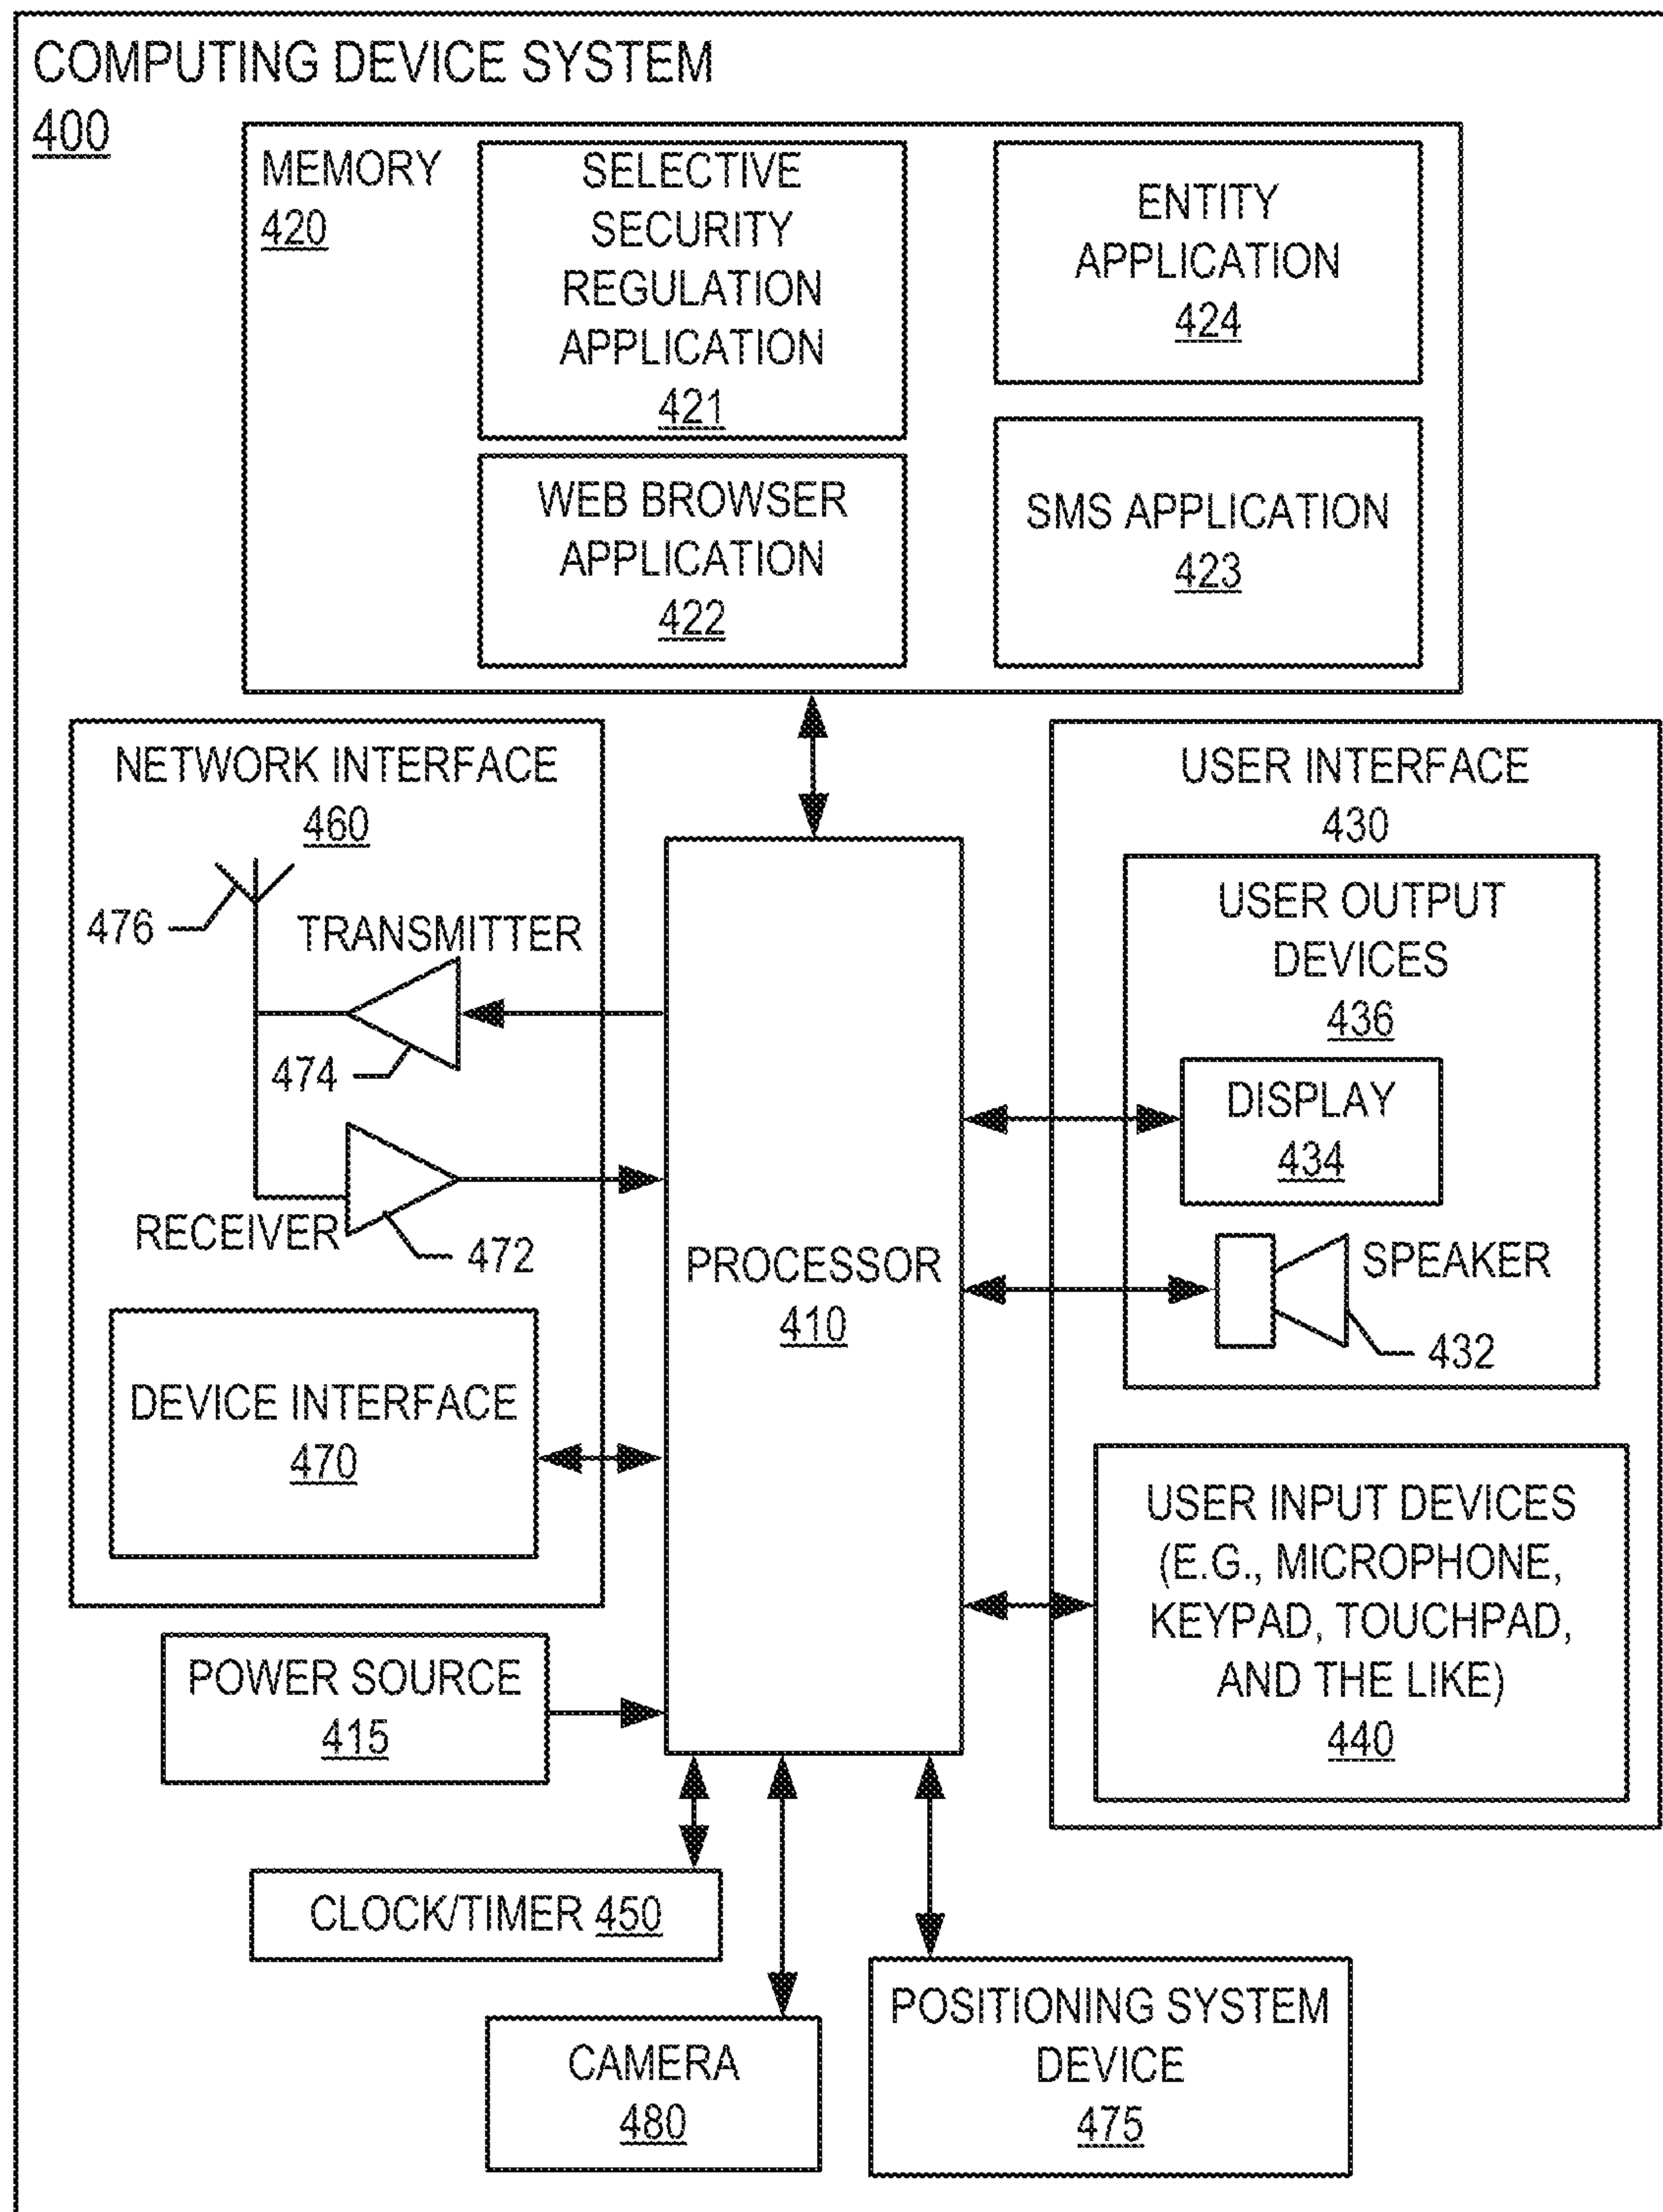 COMPUTING DEVICE SYSTEM
400
MEMORY
420
SELECTIVE
SECURITY
REGULATION
APPLICATION
421
ENTITY
APPLICATION
424
WEB BROWSER
APPLICATION
422
SMS APPLICATION
423
NETWORK INTERFACE
460
476
TRANSMITTER
474
RECEIVER
472
DEVICE INTERFACE
470
PROCESSOR
410
USER INTERFACE
430
USER OUTPUT
DEVICES
436
DISPLAY
434
SPEAKER
432
USER INPUT DEVICES
(E.G., MICROPHONE,
KEYPAD, TOUCHPAD,
AND THE LIKE)
440
POWER SOURCE
415
CLOCK/TIMER 450
CAMERA
480
POSITIONING SYSTEM
DEVICE
475